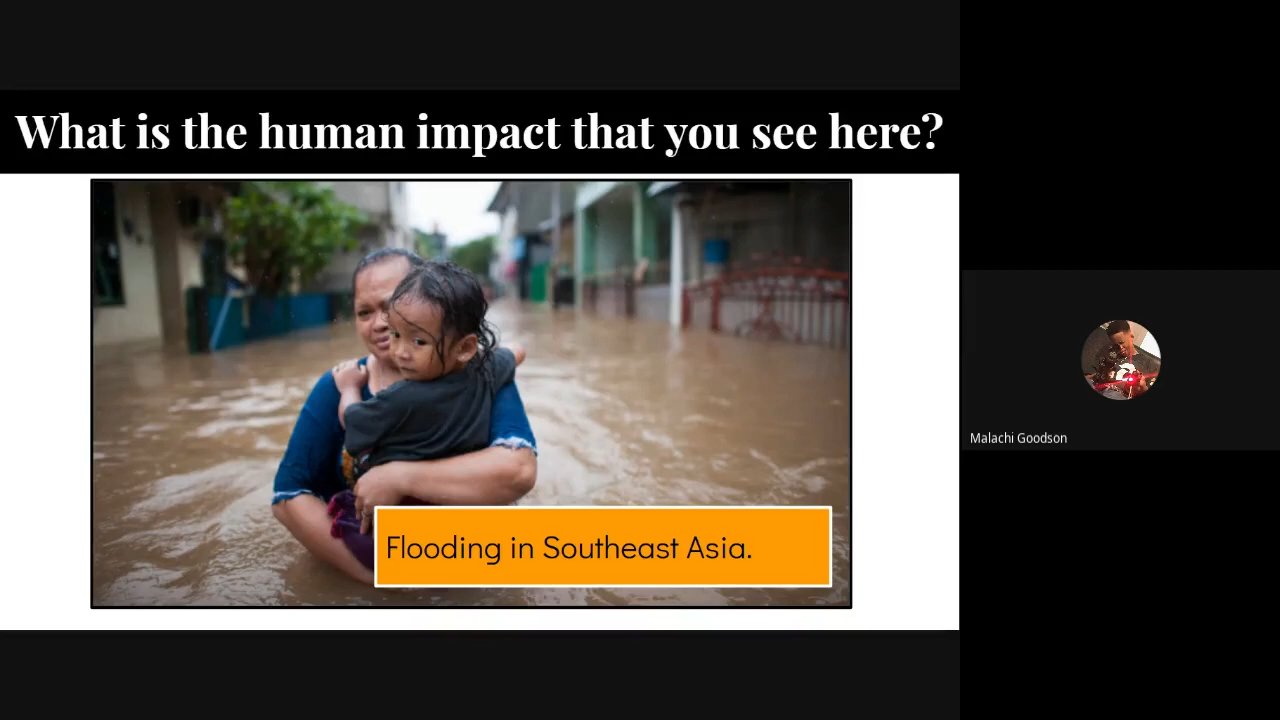 What is the human impact that you see here?
Flooding in Southeast Asia.
Malachi Goodson